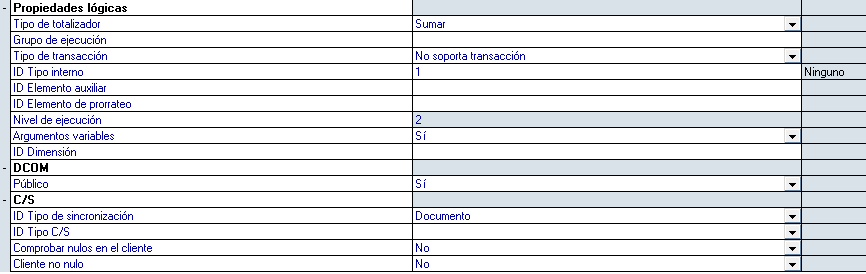 - Propiedades lógicas
Tipo de totalizador Sumar
Grupo de ejecución
Tipo de transacción No soporta transacción
ID Tipo interno 1 Ninguno
ID Elemento auxiliar
ID Elemento de prorrateo
Nivel de ejecución 2
Argumentos variables Sí
ID Dimensión
- DCOM
Público Sí
- C/S
ID Tipo de sincronización Documento
ID Tipo C/S
Comprobar nulos en el cliente No
Cliente no nulo No